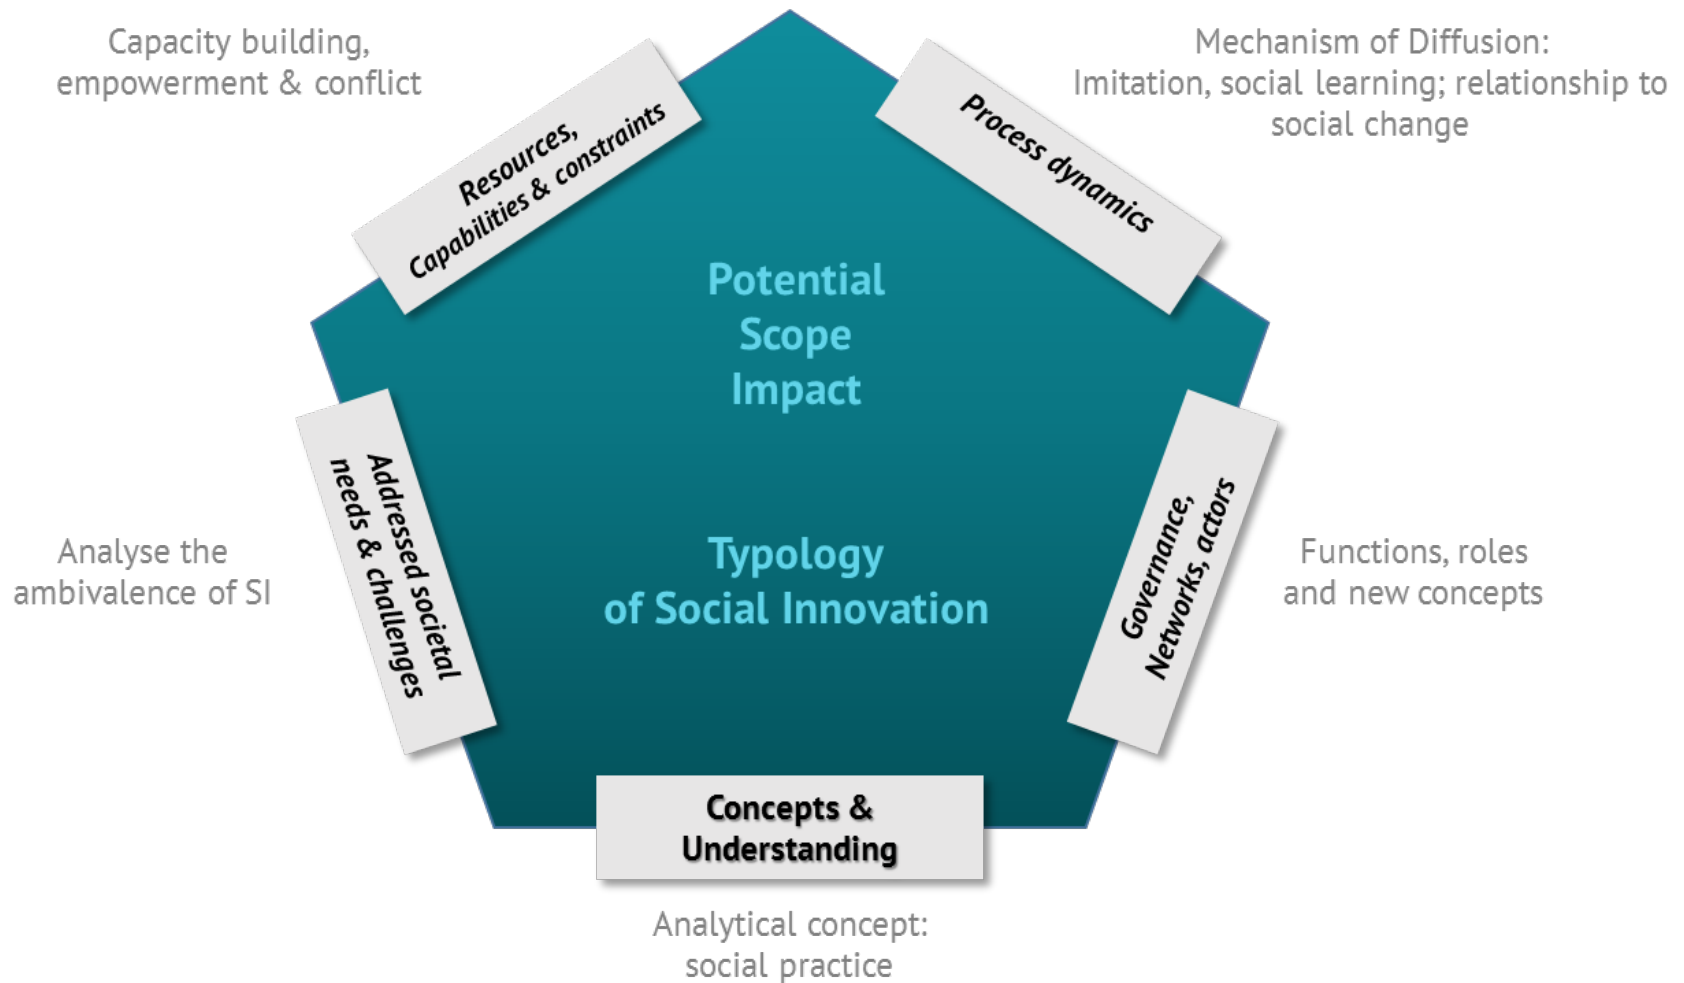 Capacity building,
empowerment & conflict
Mechanism of Diffusion:
Imitation, social learning; relationship to
social change
Resources,
Capabilities & constraints
Process dynamics
Potential
Scope
Impact
Addressed societal
needs & challenges
Governance,
Networks, actors
Analyse the
ambivalence of SI
Typology
of Social Innovation
Functions, roles
and new concepts
Concepts &
Understanding
Analytical concept:
social practice